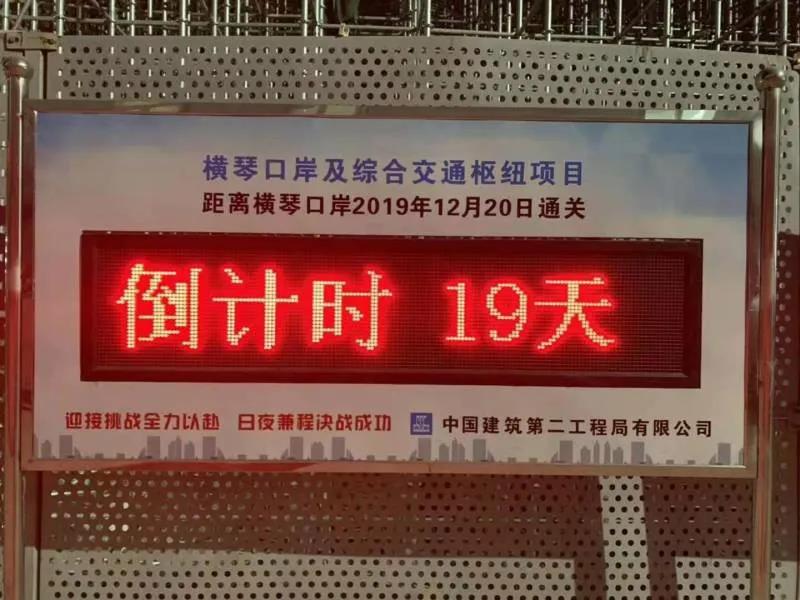 横琴口岸及综合交通枢纽项目
距离横琴口岸2019年12月20日通关
倒计时 19天
迎接挑战全力以赴 日夜兼程决战成功 中国建筑第二工程局有限公司